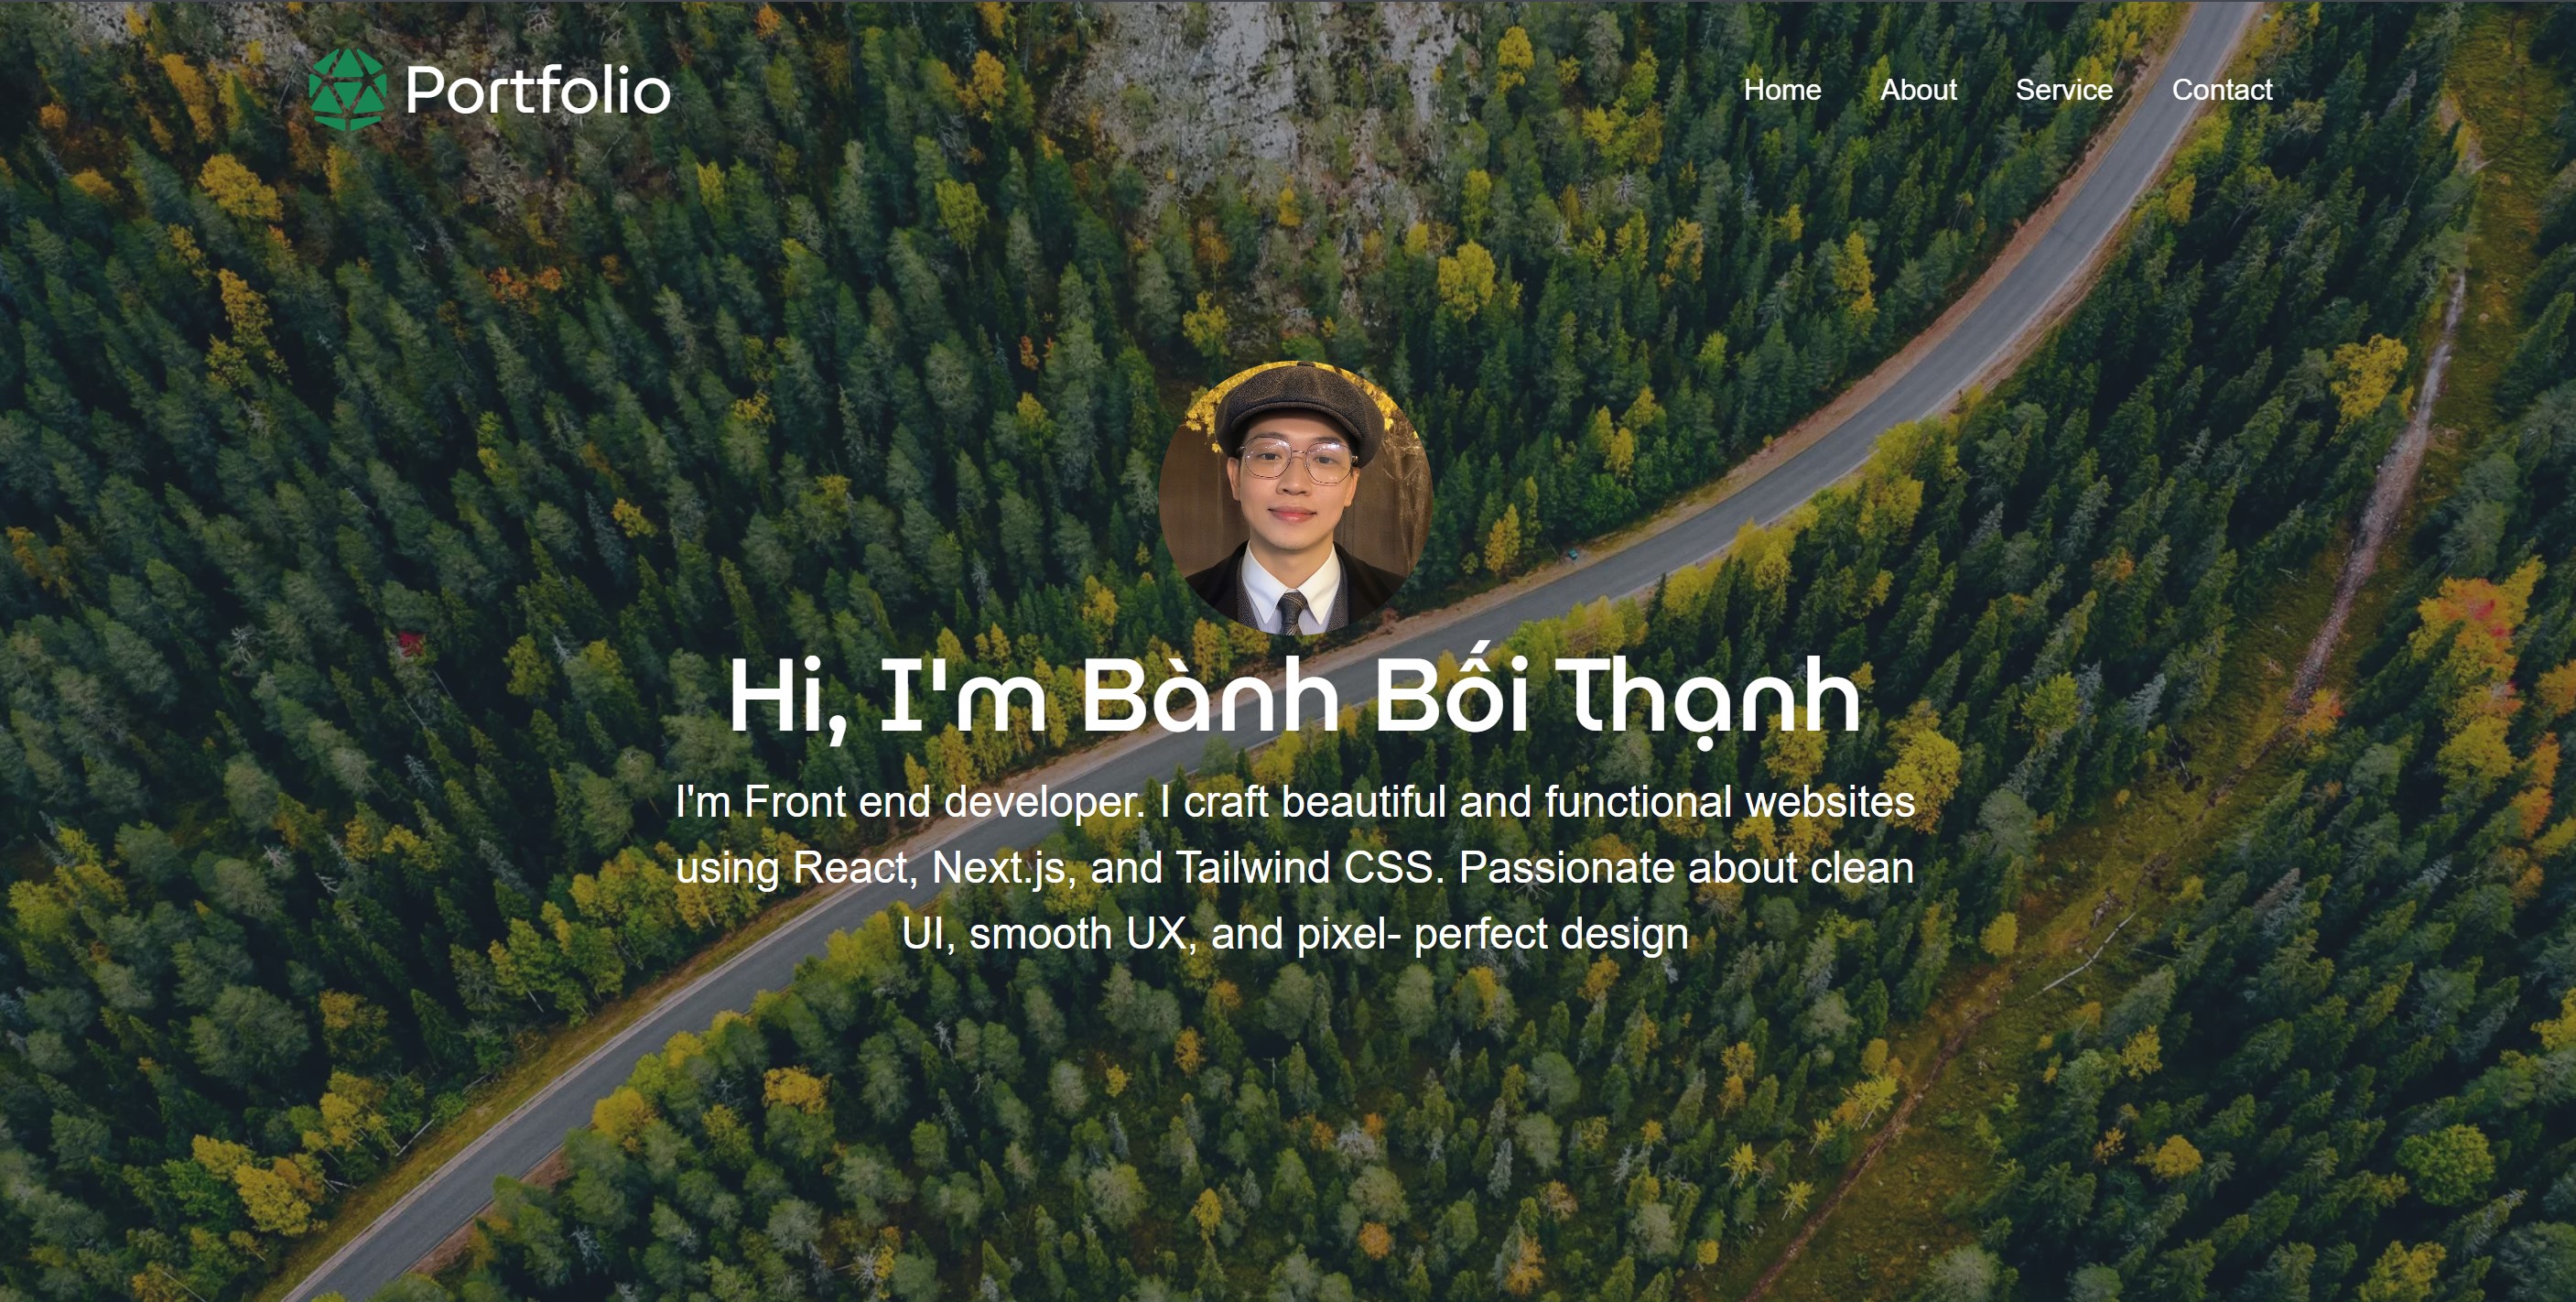 Portfolio
Home About Service Contact
Hi, I'm Bành Bối Thạnh
I'm Front end developer. I craft beautiful and functional websites
using React, Next.js, and Tailwind CSS. Passionate about clean
UI, smooth UX, and pixel- perfect design